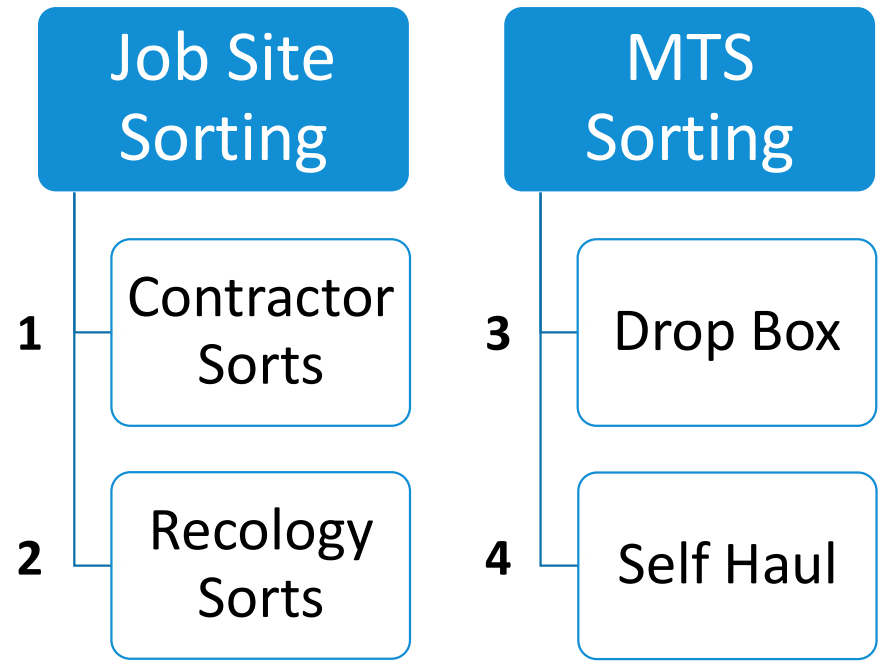 Job Site
Sorting
1
Contractor
Sorts
2
Recology
Sorts
MTS
Sorting
3
Drop Box
4
Self Haul